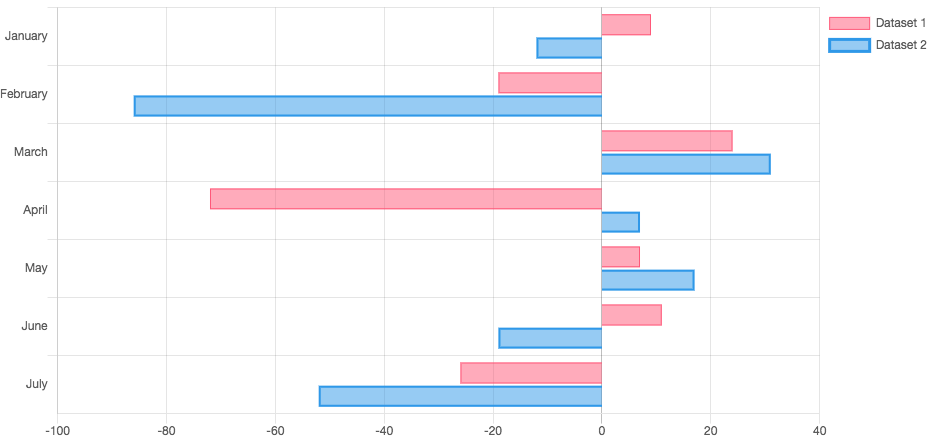 January
February
March
April
May
June
July
-100 -80 -60 -40 -20 0 20 40
Dataset 1
Dataset 2